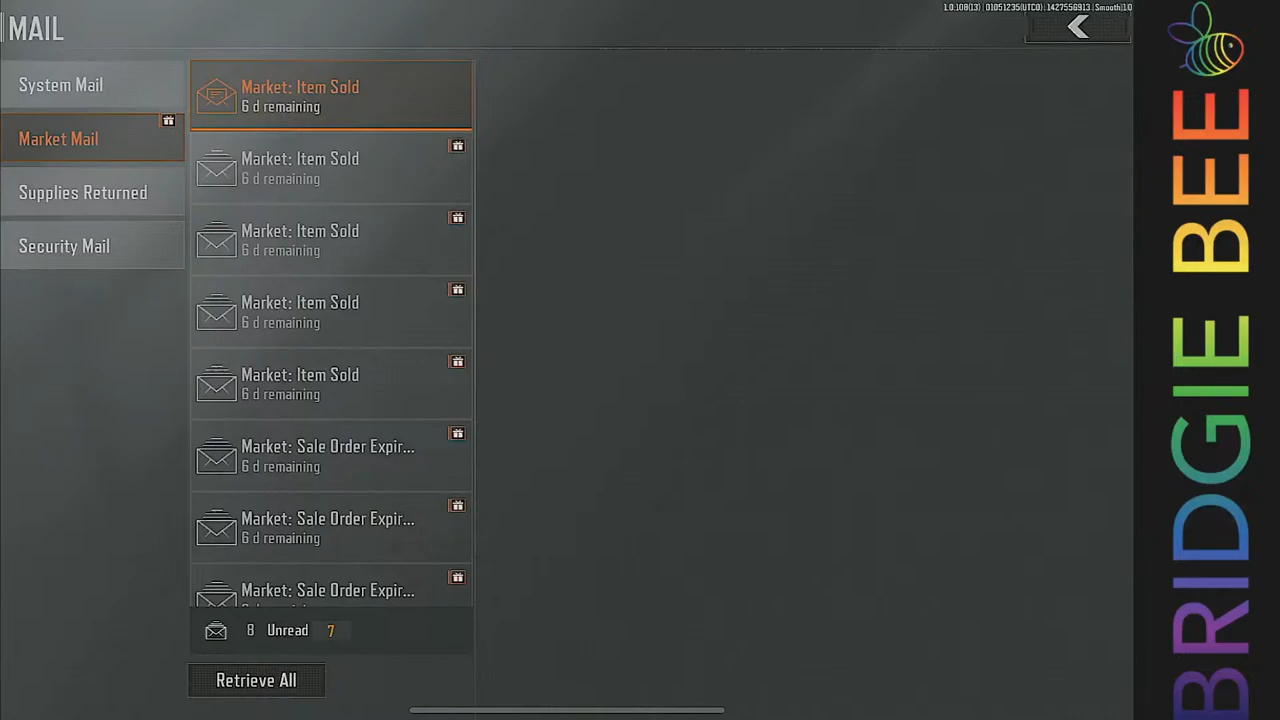 1.0.108(13) | 01051235(UTC0) | 1427556913 | Smooth|1.0
MAIL
System Mail
Market Mail
Supplies Returned
Security Mail
Market: Item Sold
6 d remaining
Market: Item Sold
6 d remaining
Market: Item Sold
6 d remaining
Market: Item Sold
6 d remaining
Market: Item Sold
6 d remaining
Market: Sale Order Expir...
6 d remaining
Market: Sale Order Expir...
6 d remaining
Market: Sale Order Expir...
8 Unread 7
Retrieve All
BRIDGIE BEE